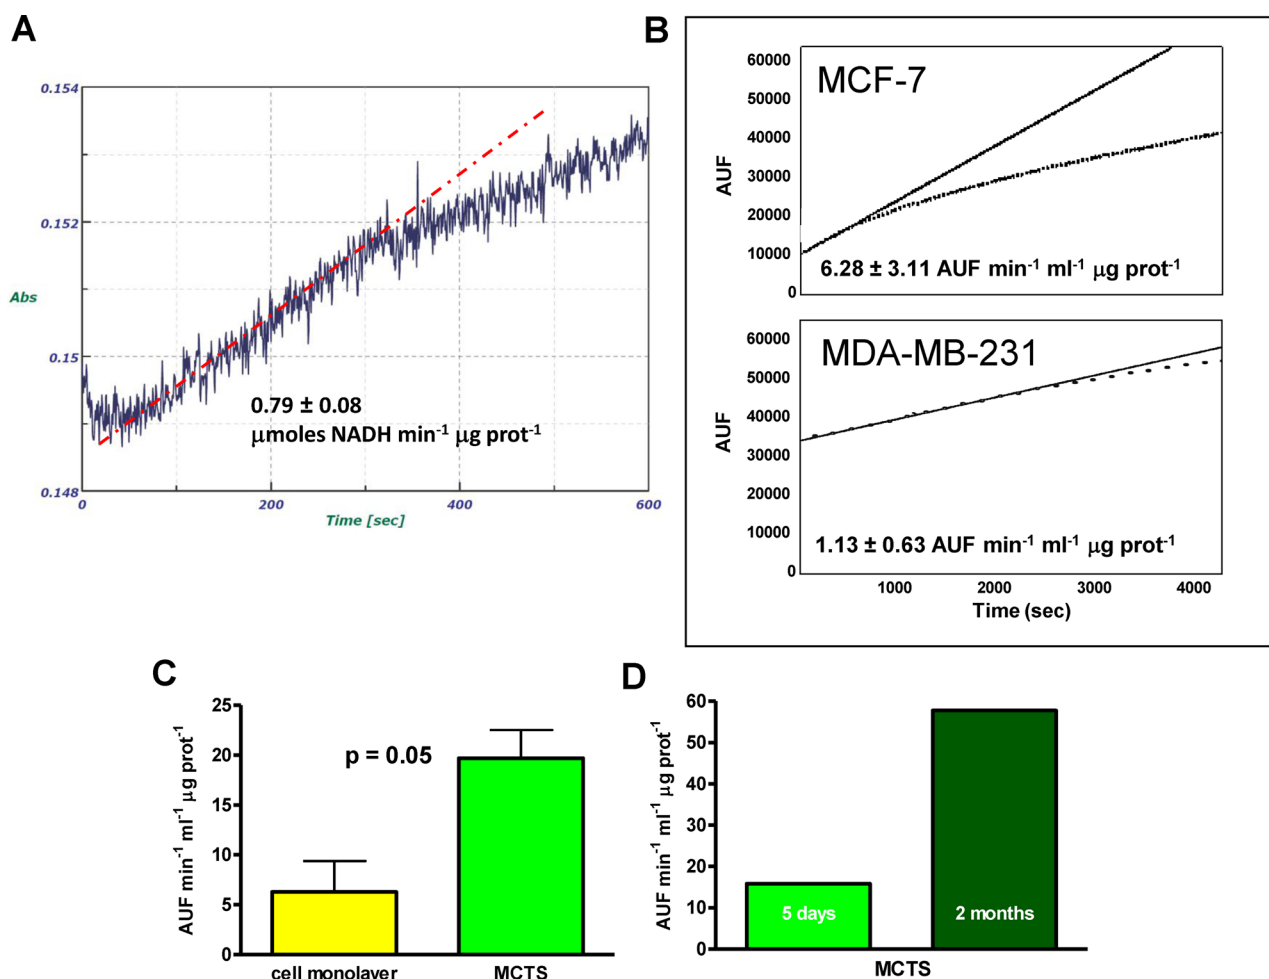 A
0.154
0.152
Abs
0.15
0.148
0.79 ± 0.08
μmoles NADH min⁻¹ μg prot⁻¹
0
200
400
600
Time [sec]
B
60000
50000
40000
30000
20000
10000
0
AUF
MCF-7
6.28 ± 3.11 AUF min⁻¹ ml⁻¹ μg prot⁻¹
60000
50000
40000
30000
20000
10000
0
AUF
MDA-MB-231
1.13 ± 0.63 AUF min⁻¹ ml⁻¹ μg prot⁻¹
1000
2000
3000
4000
Time (sec)
C
AUF min⁻¹ ml⁻¹ μg prot⁻¹
25
20
15
10
5
0
p = 0.05
cell monolayer
MCTS
D
AUF min⁻¹ ml⁻¹ μg prot⁻¹
60
50
40
30
20
10
0
5 days
2 months
MCTS